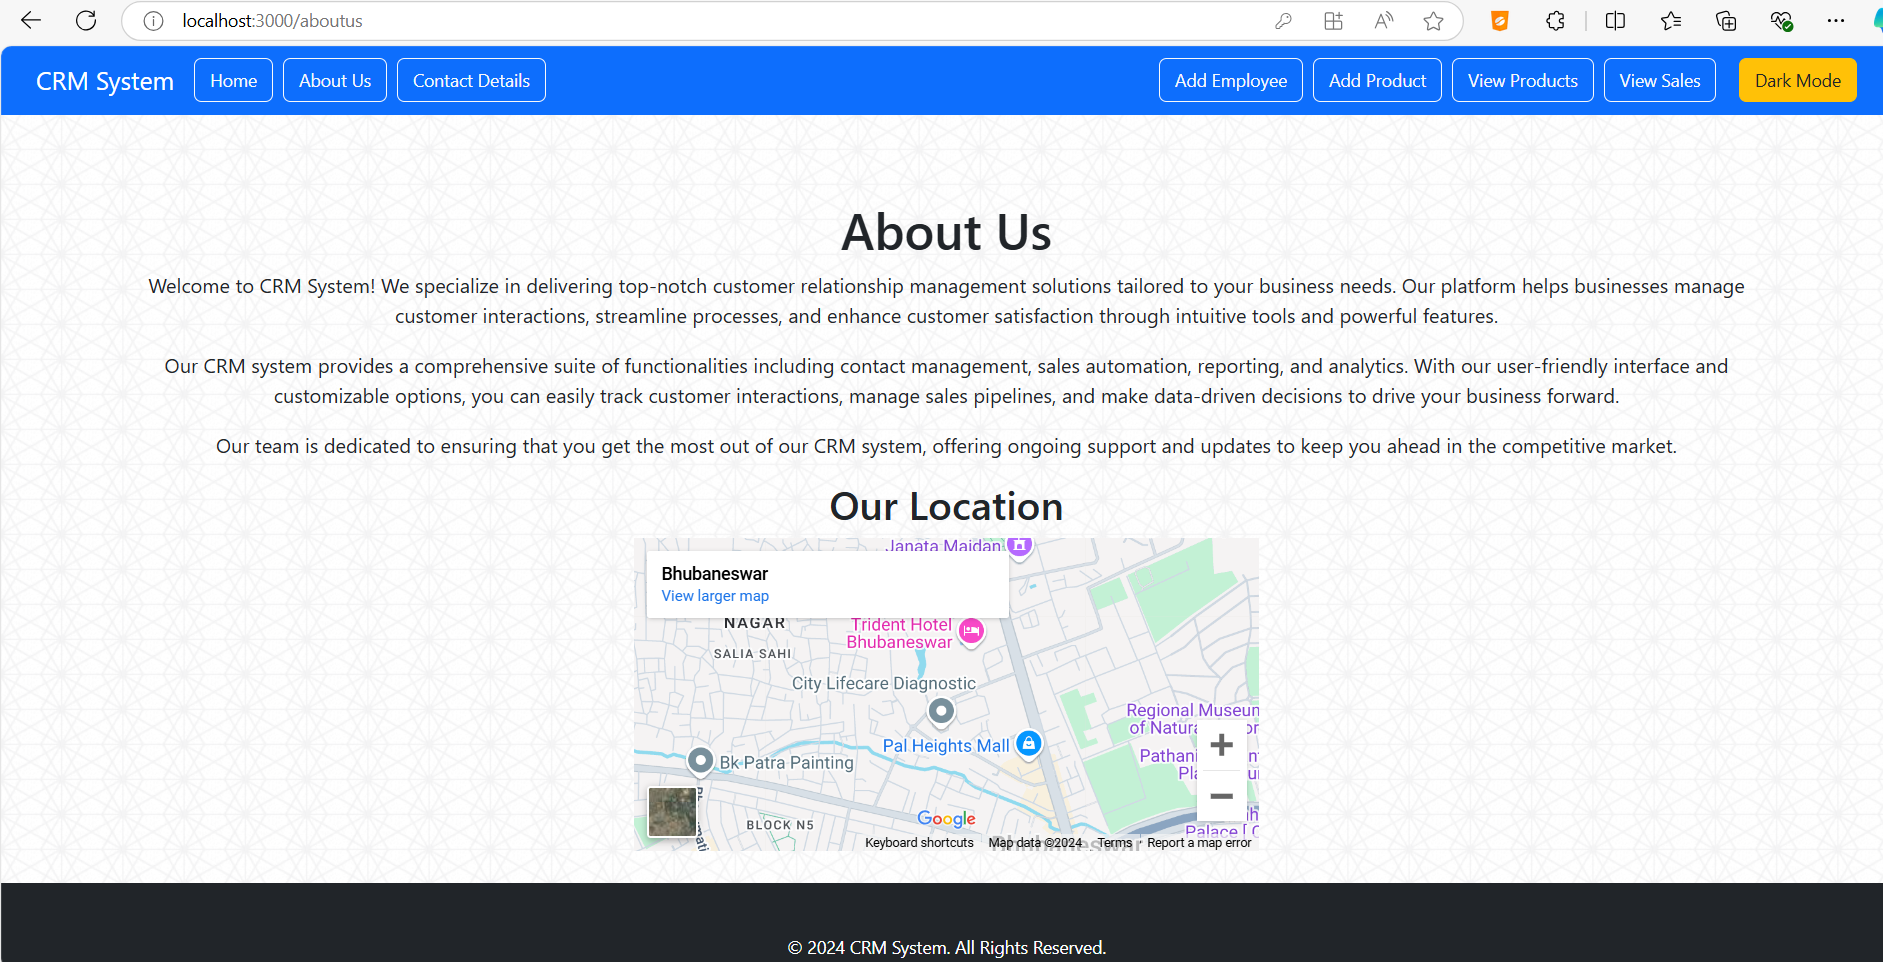 localhost:3000/aboutus
CRM System Home About Us Contact Details Add Employee Add Product View Products View Sales Dark Mode
About Us
Welcome to CRM System! We specialize in delivering top-notch customer relationship management solutions tailored to your business needs. Our platform helps businesses manage
customer interactions, streamline processes, and enhance customer satisfaction through intuitive tools and powerful features.
Our CRM system provides a comprehensive suite of functionalities including contact management, sales automation, reporting, and analytics. With our user-friendly interface and
customizable options, you can easily track customer interactions, manage sales pipelines, and make data-driven decisions to drive your business forward.
Our team is dedicated to ensuring that you get the most out of our CRM system, offering ongoing support and updates to keep you ahead in the competitive market.
Our Location
Janata Maidan
Bhubaneswar
View larger map
NAGAR
Trident Hotel
Bhubaneswar
SALIA SAHI
City Lifecare Diagnostic
Regional Museum
of Natural
Pal Heights Mall
Pathani
Bk Patra Painting
BLOCK N5
Google
Palace
Bhubaneswar
Keyboard shortcuts Map data ©2024 Terms Report a map error
© 2024 CRM System. All Rights Reserved.